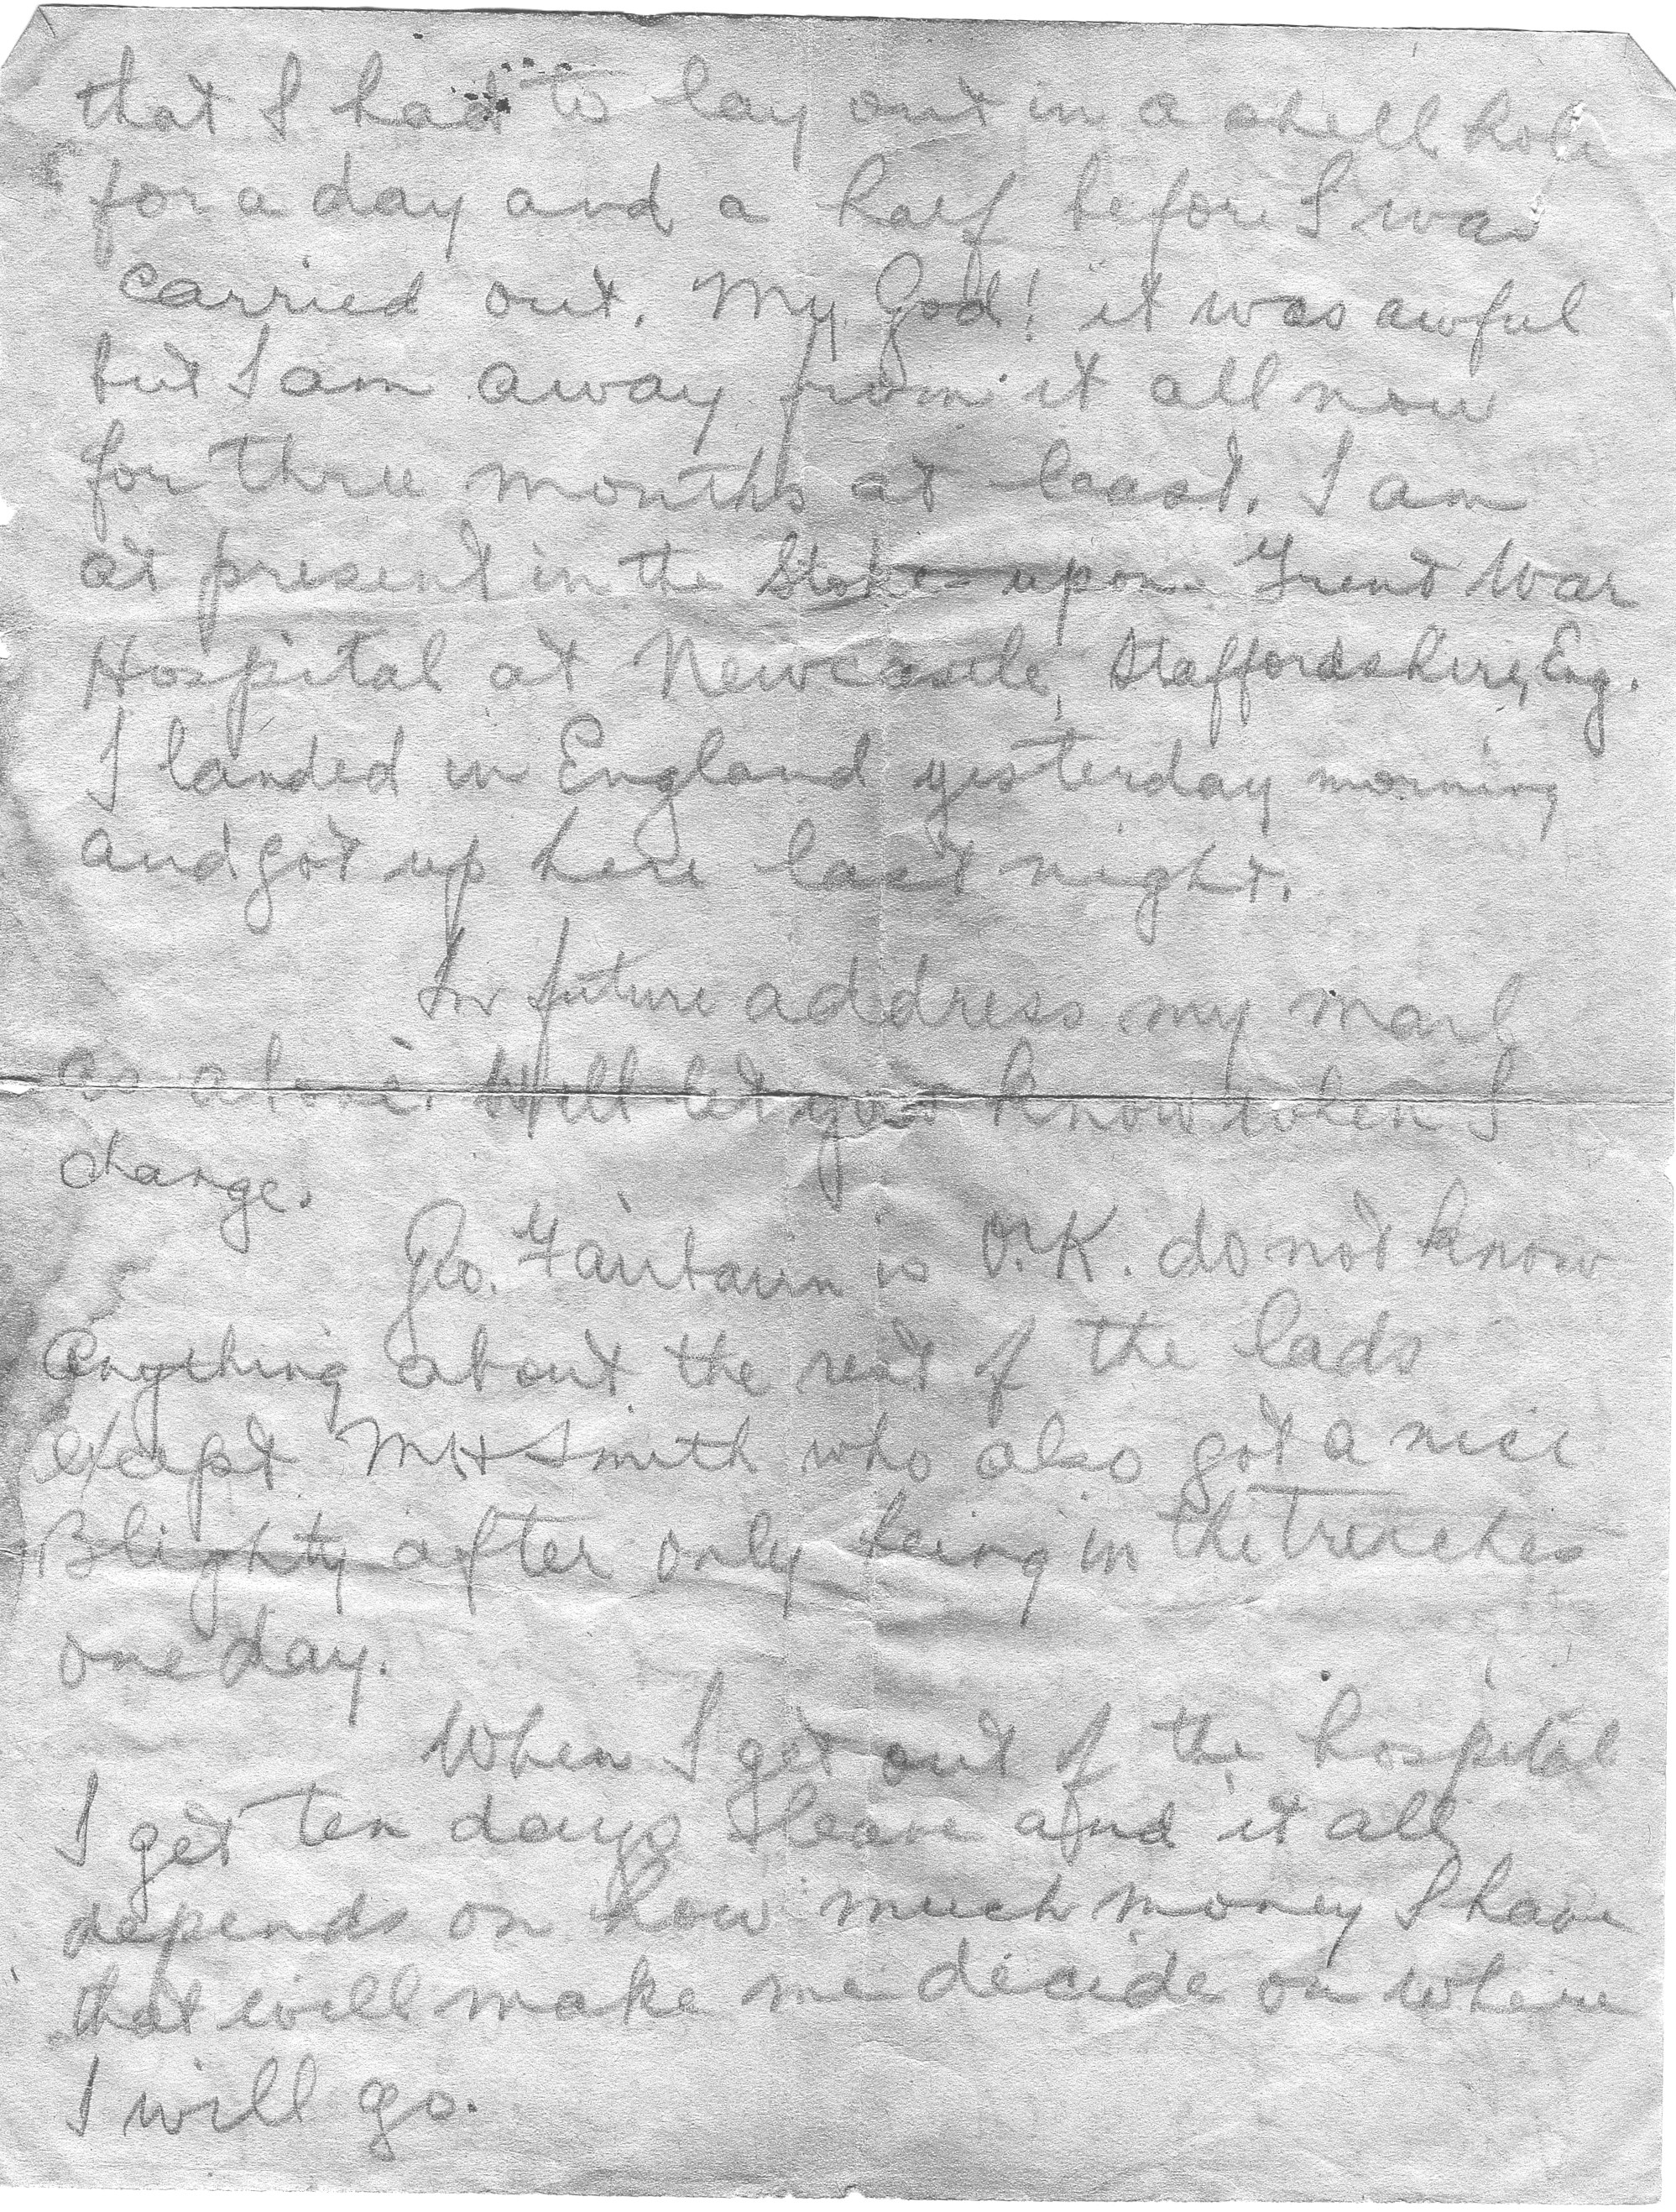 that I had to lay out in a shell hole
for a day and a half before I was
carried out. My God! it was awful
but I am away from it all now
for three months at least. I am
at present in the Stoke upon Trent War
Hospital at Newcastle, Staffordshire, Eng.
I landed in England yesterday morning
and got up here last night.
In future address my mail
as above. Will let you know when I
change.
Geo. is O.K. do not know
anything about the rest of the lads
except MH Smith who also got a nice
Blighty after only being in the trenches
one day.
When I get out of the hospital
I get ten days leave and it all
depends on how much money I have
that will make me decide on where
I will go.